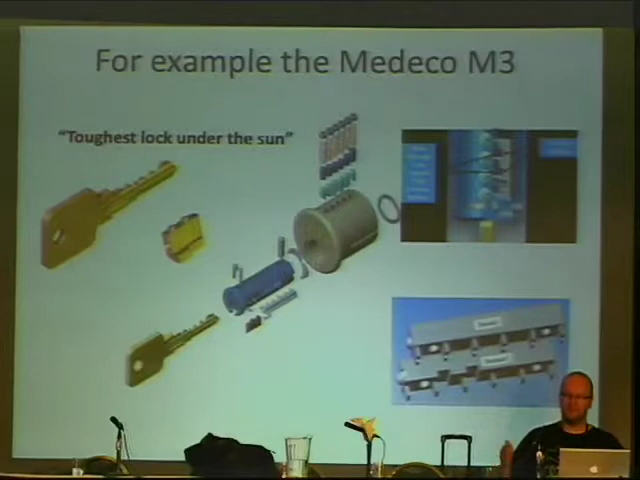 For example the Medeco M3
"Toughest lock under the sun"